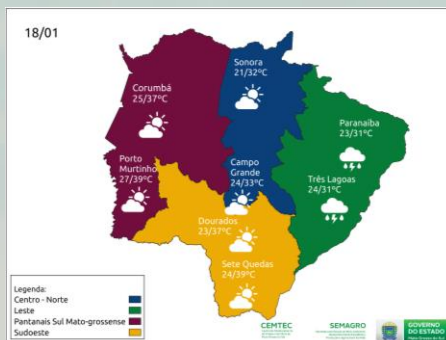 18/01
Sonora
21/32°C
Corumbá
25/37°C
Paranaíba
23/31°C
Porto
Murtinho
27/39°C
Campo
Grande
24/33°C
Três Lagoas
24/31°C
Dourados
23/37°C
Sete Quedas
24/39°C
Legenda:
Centro - Norte
Leste
Pantanais Sul Mato-grossense
Sudoeste
CEMTEC
SEMAGRO
GOVERNO
DO ESTADO